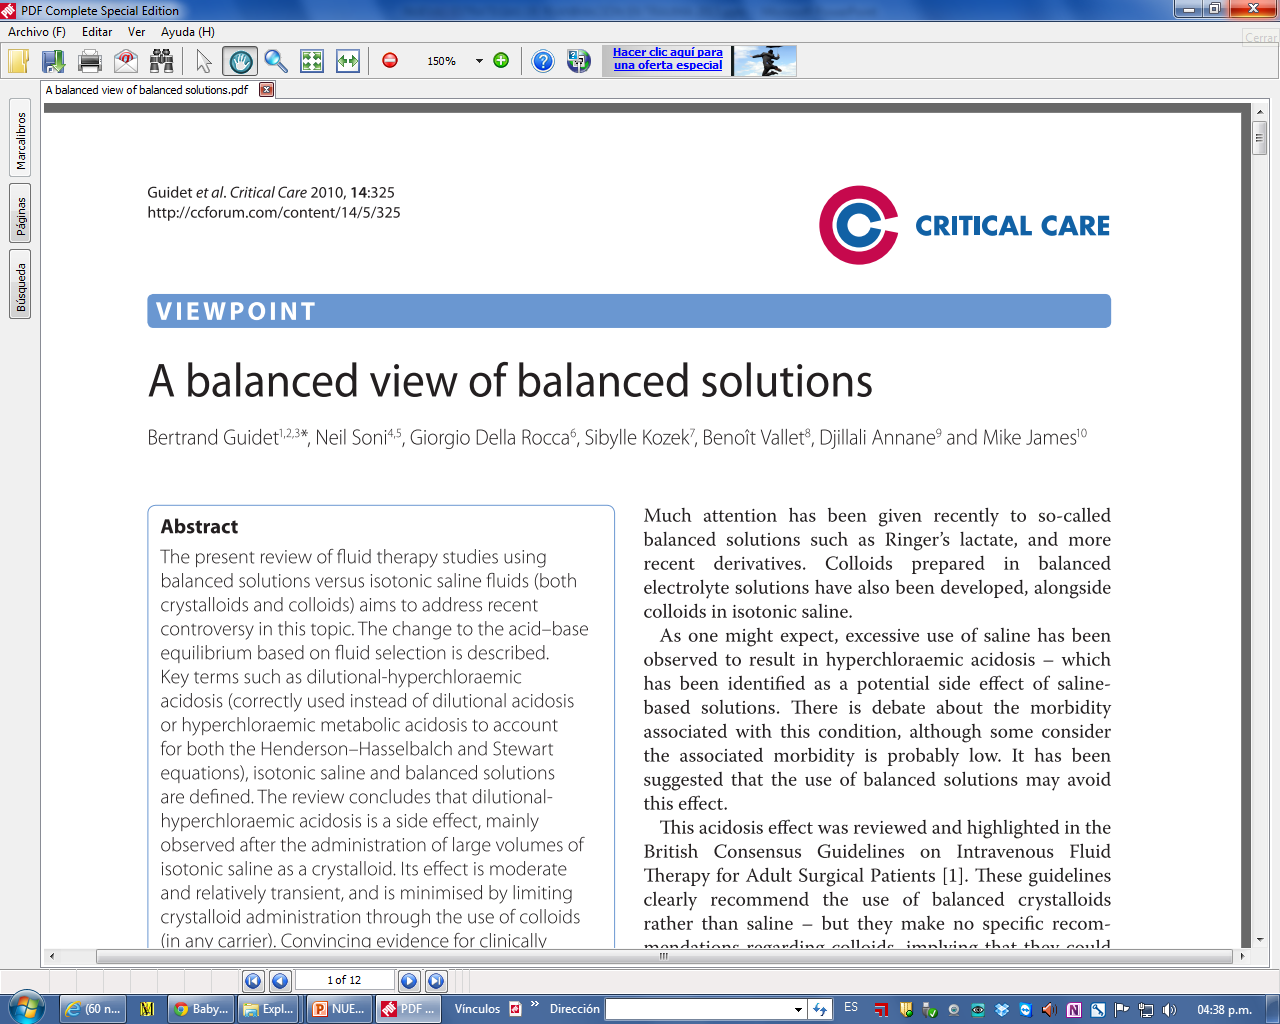 PDF Complete Special Edition
Archivo (F) Editar Ver Ayuda (H)
Cerrar
150%
Hacer clic aquí para
una oferta especial
A balanced view of balanced solutions.pdf
Marcalibros
Páginas
Búsqueda
Guidet et al. Critical Care 2010, 14:325
http://ccforum.com/content/14/5/325
CRITICAL CARE
VIEWPOINT
A balanced view of balanced solutions
Bertrand Guidet1,2,3*, Neil Soni4,5, Giorgio Della Rocca6, Sibylle Kozek7, Benoît Vallet8, Djillali Annane9 and Mike James10
Abstract
The present review of fluid therapy studies using
balanced solutions versus isotonic saline fluids (both
crystalloids and colloids) aims to address recent
controversy in this topic. The change to the acid–base
equilibrium based on fluid selection is described.
Key terms such as dilutional-hyperchloraemic
acidosis (correctly used instead of dilutional acidosis
or hyperchloraemic metabolic acidosis to account
for both the Henderson–Hasselbalch and Stewart
equations), isotonic saline and balanced solutions
are defined. The review concludes that dilutional-
hyperchloraemic acidosis is a side effect, mainly
observed after the administration of large volumes of
isotonic saline as a crystalloid. Its effect is moderate
and relatively transient, and is minimised by limiting
crystalloid administration through the use of colloids
(in any carrier). Convincing evidence for clinically
Much attention has been given recently to so-called
balanced solutions such as Ringer's lactate, and more
recent derivatives. Colloids prepared in balanced
electrolyte solutions have also been developed, alongside
colloids in isotonic saline.
As one might expect, excessive use of saline has been
observed to result in hyperchloraemic acidosis – which
has been identified as a potential side effect of saline-
based solutions. There is debate about the morbidity
associated with this condition, although some consider
the associated morbidity is probably low. It has been
suggested that the use of balanced solutions may avoid
this effect.
This acidosis effect was reviewed and highlighted in the
British Consensus Guidelines on Intravenous Fluid
Therapy for Adult Surgical Patients [1]. These guidelines
clearly recommend the use of balanced crystalloids
rather than saline – but they make no specific recom-
mendations regarding colloids, implying that they could
1 of 12
(60 n... Baby... Expl... NUE... PDF ... Vínculos » Dirección ES 04:38 p.m.